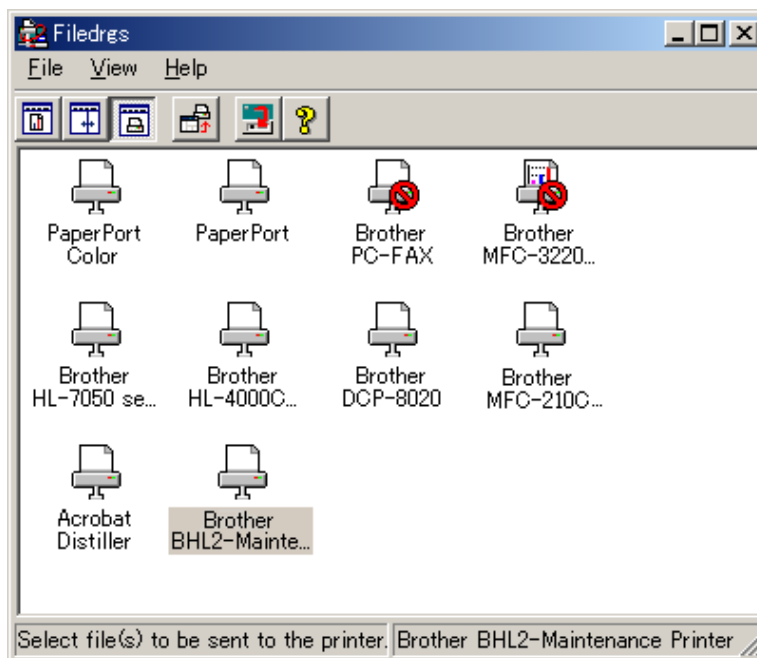 Filedrgs
File View Help
PaperPort Color
PaperPort
Brother PC-FAX
Brother MFC-3220...
Brother HL-7050 se...
Brother HL-4000C...
Brother DCP-8020
Brother MFC-210C...
Acrobat Distiller
Brother BHL2-Mainte...
Select file(s) to be sent to the printer. Brother BHL2-Maintenance Printer